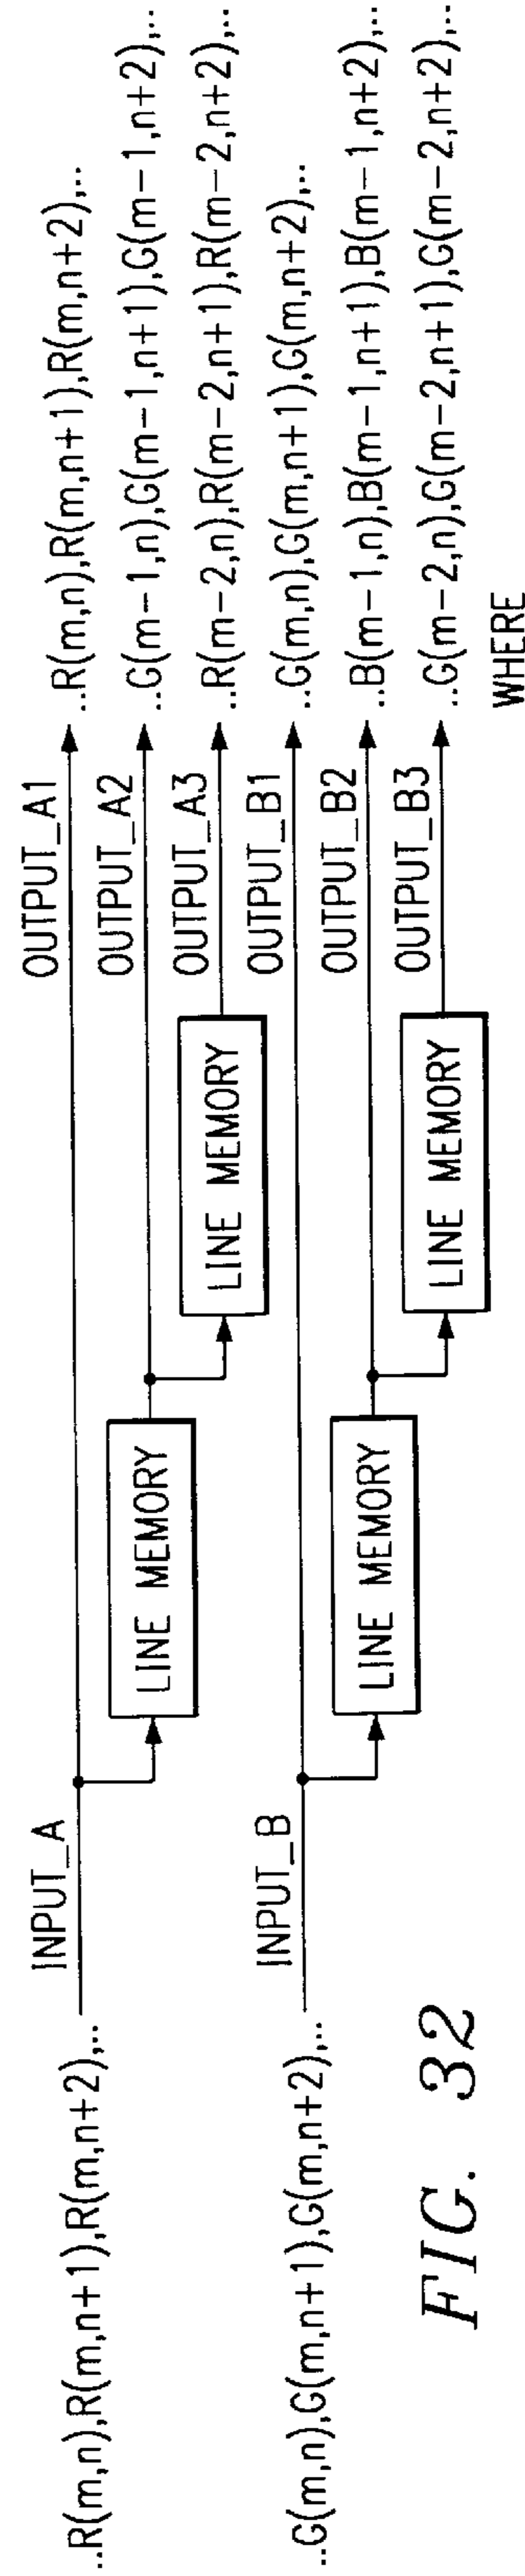 ..R(m,n),R(m,n+1),R(m,n+2),..
INPUT_A
OUTPUT_A1
..R(m,n),R(m,n+1),R(m,n+2),..
LINE MEMORY
OUTPUT_A2
..G(m-1,n),G(m-1,n+1),G(m-1,n+2),..
LINE MEMORY
OUTPUT_A3
..R(m-2,n),R(m-2,n+1),R(m-2,n+2),..
..G(m,n),G(m,n+1),G(m,n+2),..
INPUT_B
OUTPUT_B1
..G(m,n),G(m,n+1),G(m,n+2),..
LINE MEMORY
OUTPUT_B2
..B(m-1,n),B(m-1,n+1),B(m-1,n+2),..
LINE MEMORY
OUTPUT_B3
..G(m-2,n),G(m-2,n+1),G(m-2,n+2),..
WHERE
FIG. 32